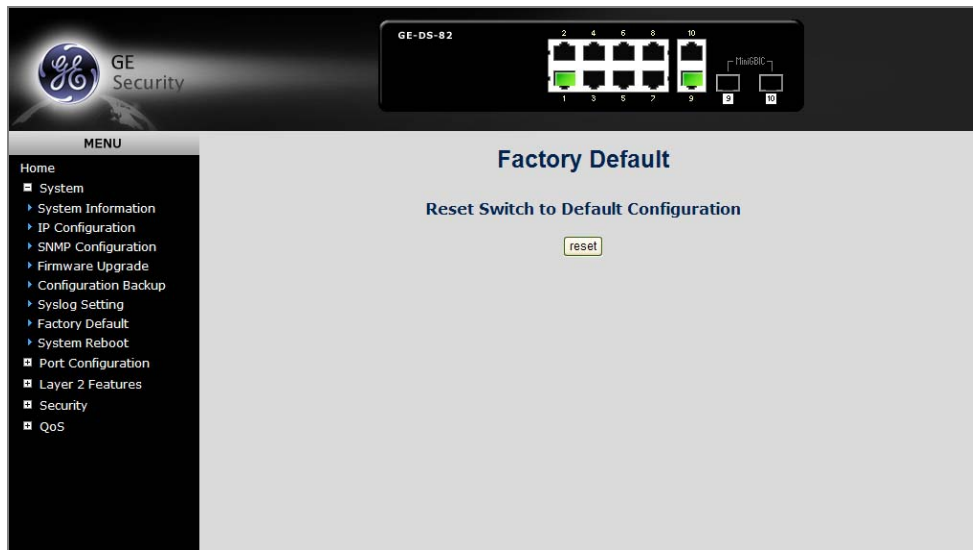 GE
Security
GE-DS-82
2 4 6 8 10
MiniGBIC
1 3 5 7 9 9 10
MENU
Home
System
System Information
IP Configuration
SNMP Configuration
Firmware Upgrade
Configuration Backup
Syslog Setting
Factory Default
System Reboot
Port Configuration
Layer 2 Features
Security
QoS
Factory Default
Reset Switch to Default Configuration
reset